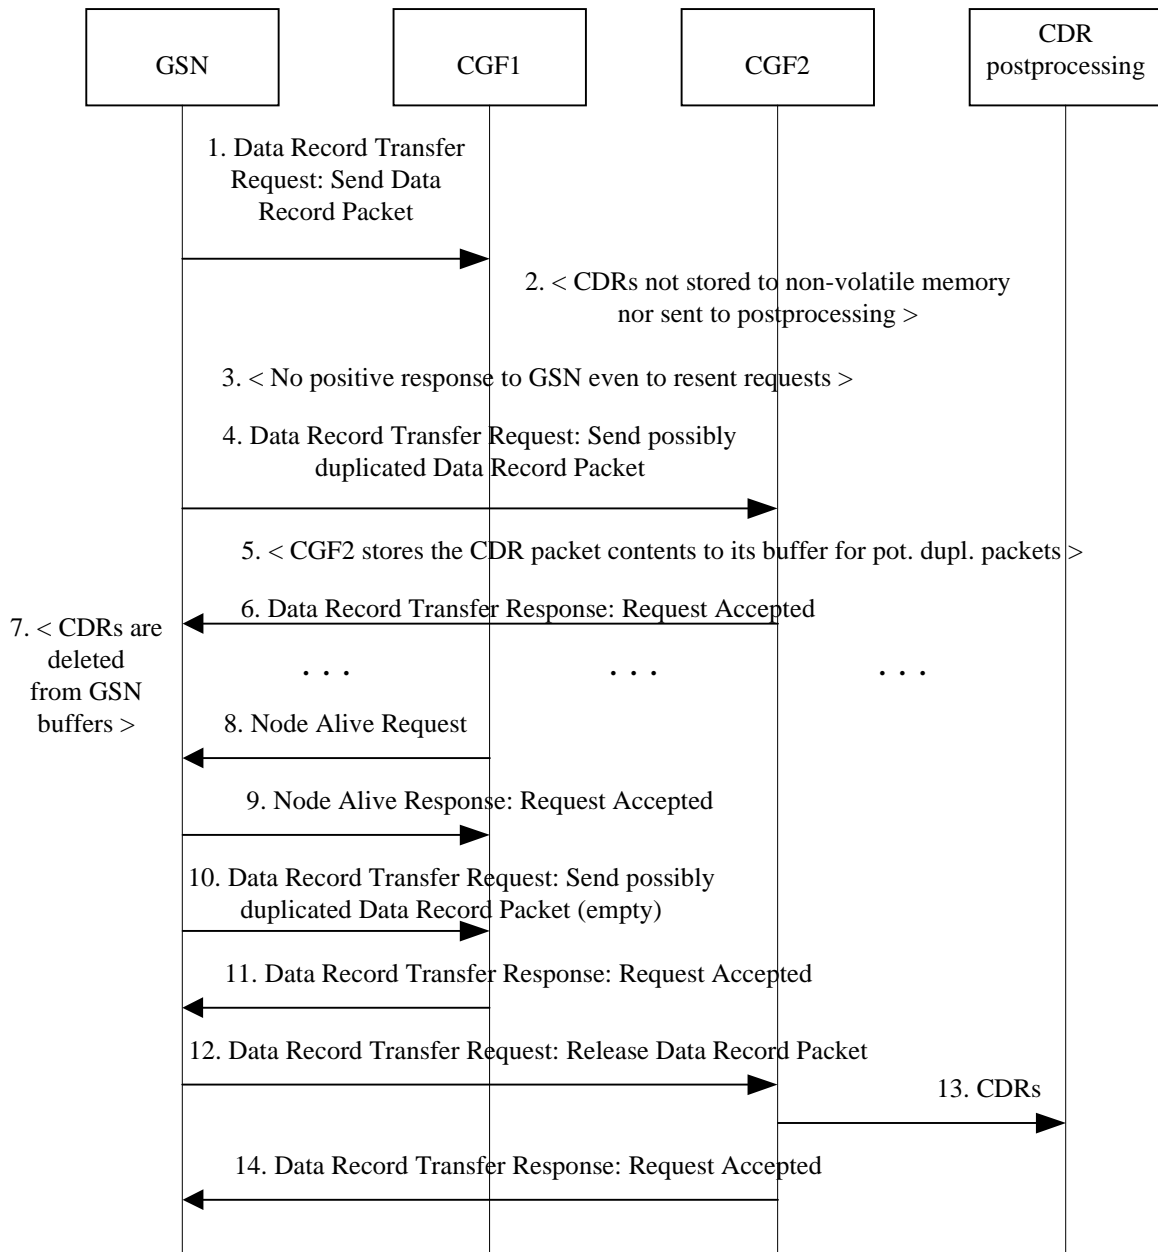 GSN
CGF1
CGF2
CDR
postprocessing
1. Data Record Transfer
Request: Send Data
Record Packet
2. < CDRs not stored to non-volatile memory
nor sent to postprocessing >
3. < No positive response to GSN even to resent requests >
4. Data Record Transfer Request: Send possibly
duplicated Data Record Packet
5. < CGF2 stores the CDR packet contents to its buffer for pot. dupl. packets >
6. Data Record Transfer Response: Request Accepted
7. < CDRs are
deleted
from GSN
buffers >
. . .
. . .
. . .
8. Node Alive Request
9. Node Alive Response: Request Accepted
10. Data Record Transfer Request: Send possibly
duplicated Data Record Packet (empty)
11. Data Record Transfer Response: Request Accepted
12. Data Record Transfer Request: Release Data Record Packet
13. CDRs
14. Data Record Transfer Response: Request Accepted